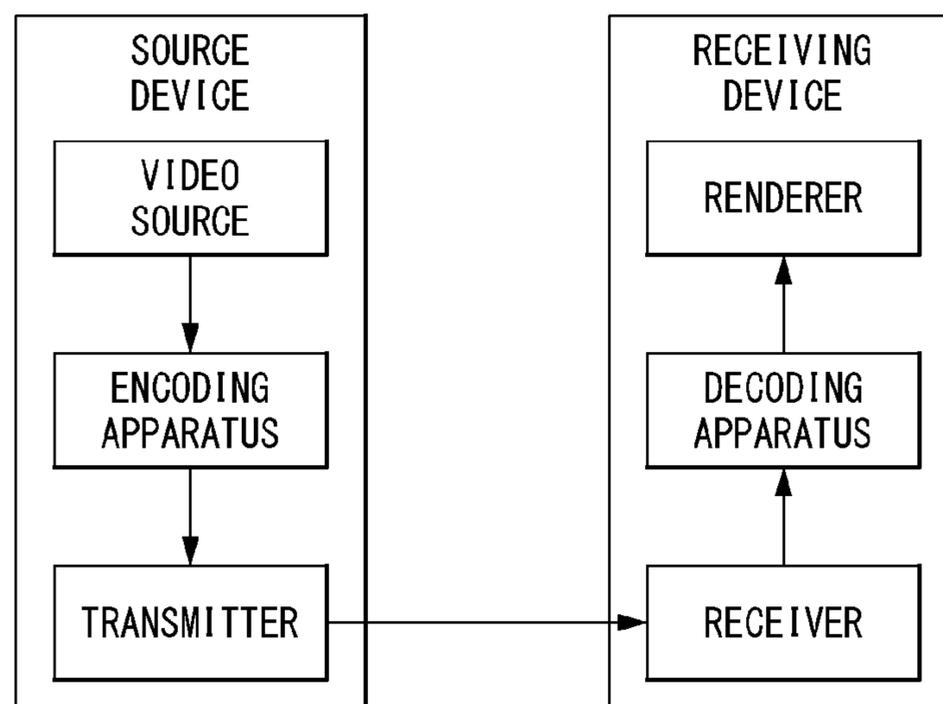 SOURCE
DEVICE
VIDEO
SOURCE
ENCODING
APPARATUS
TRANSMITTER
RECEIVING
DEVICE
RENDERER
DECODING
APPARATUS
RECEIVER